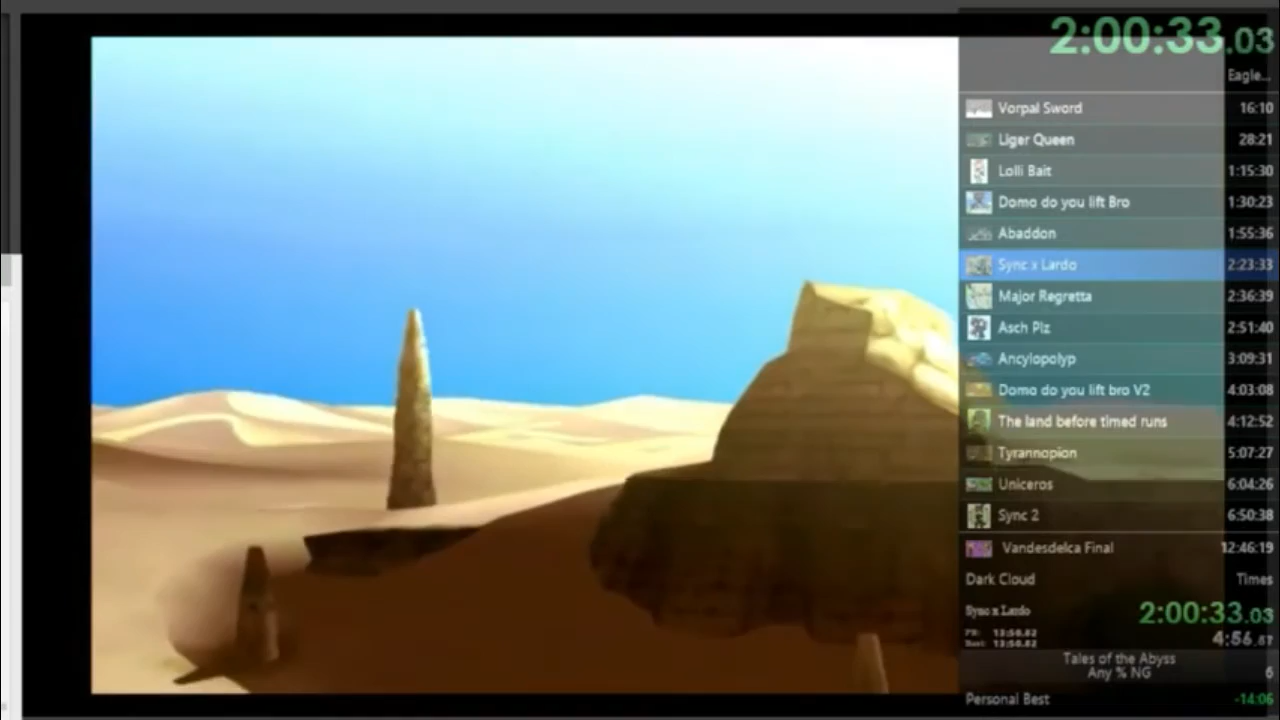 2:00:33.03
Eagle...
Vorpal Sword 16:10
Liger Queen 28:21
Lolli Bait 1:15:30
Domo do you lift Bro 1:30:23
Abaddon 1:55:36
Sync x Lardo 2:23:33
Major Regretta 2:36:39
Asch Plz 2:51:40
Ancylopolyp 3:09:31
Domo do you lift bro V2 4:03:08
The land before timed runs 4:12:52
Tyrannopion 5:07:27
Uniceros 6:04:26
Sync 2 6:50:38
Vandesdelca Final 12:46:19
Dark Cloud Times
Sync x Lardo 2:00:33.03
4:56
Tales of the Abyss
Any % NG 6
Personal Best -14:06